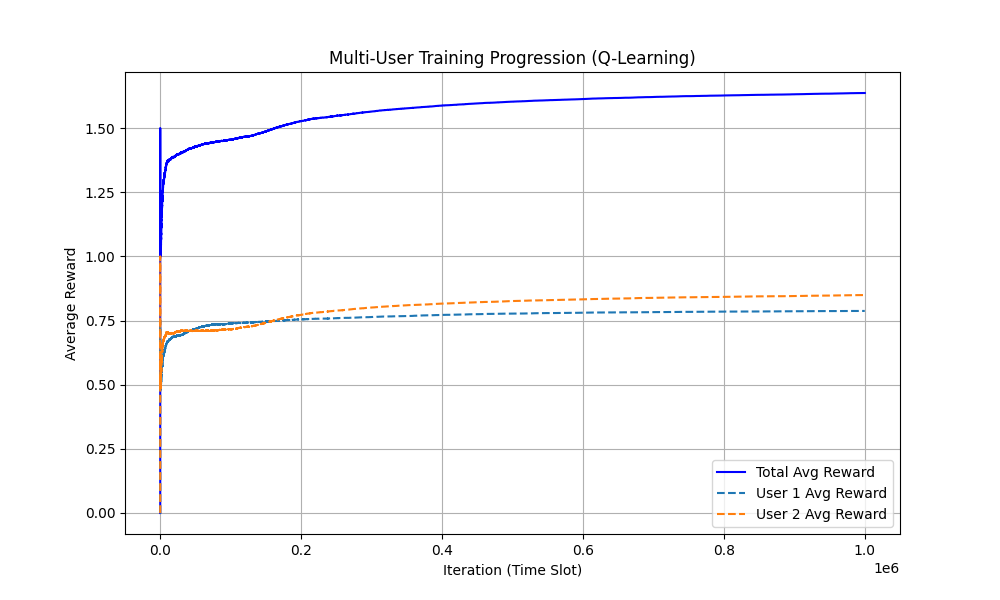 Multi-User Training Progression (Q-Learning)
Average Reward
1.50
1.25
1.00
0.75
0.50
0.25
0.00
Total Avg Reward
User 1 Avg Reward
User 2 Avg Reward
0.0 0.2 0.4 0.6 0.8 1.0
1e6
Iteration (Time Slot)